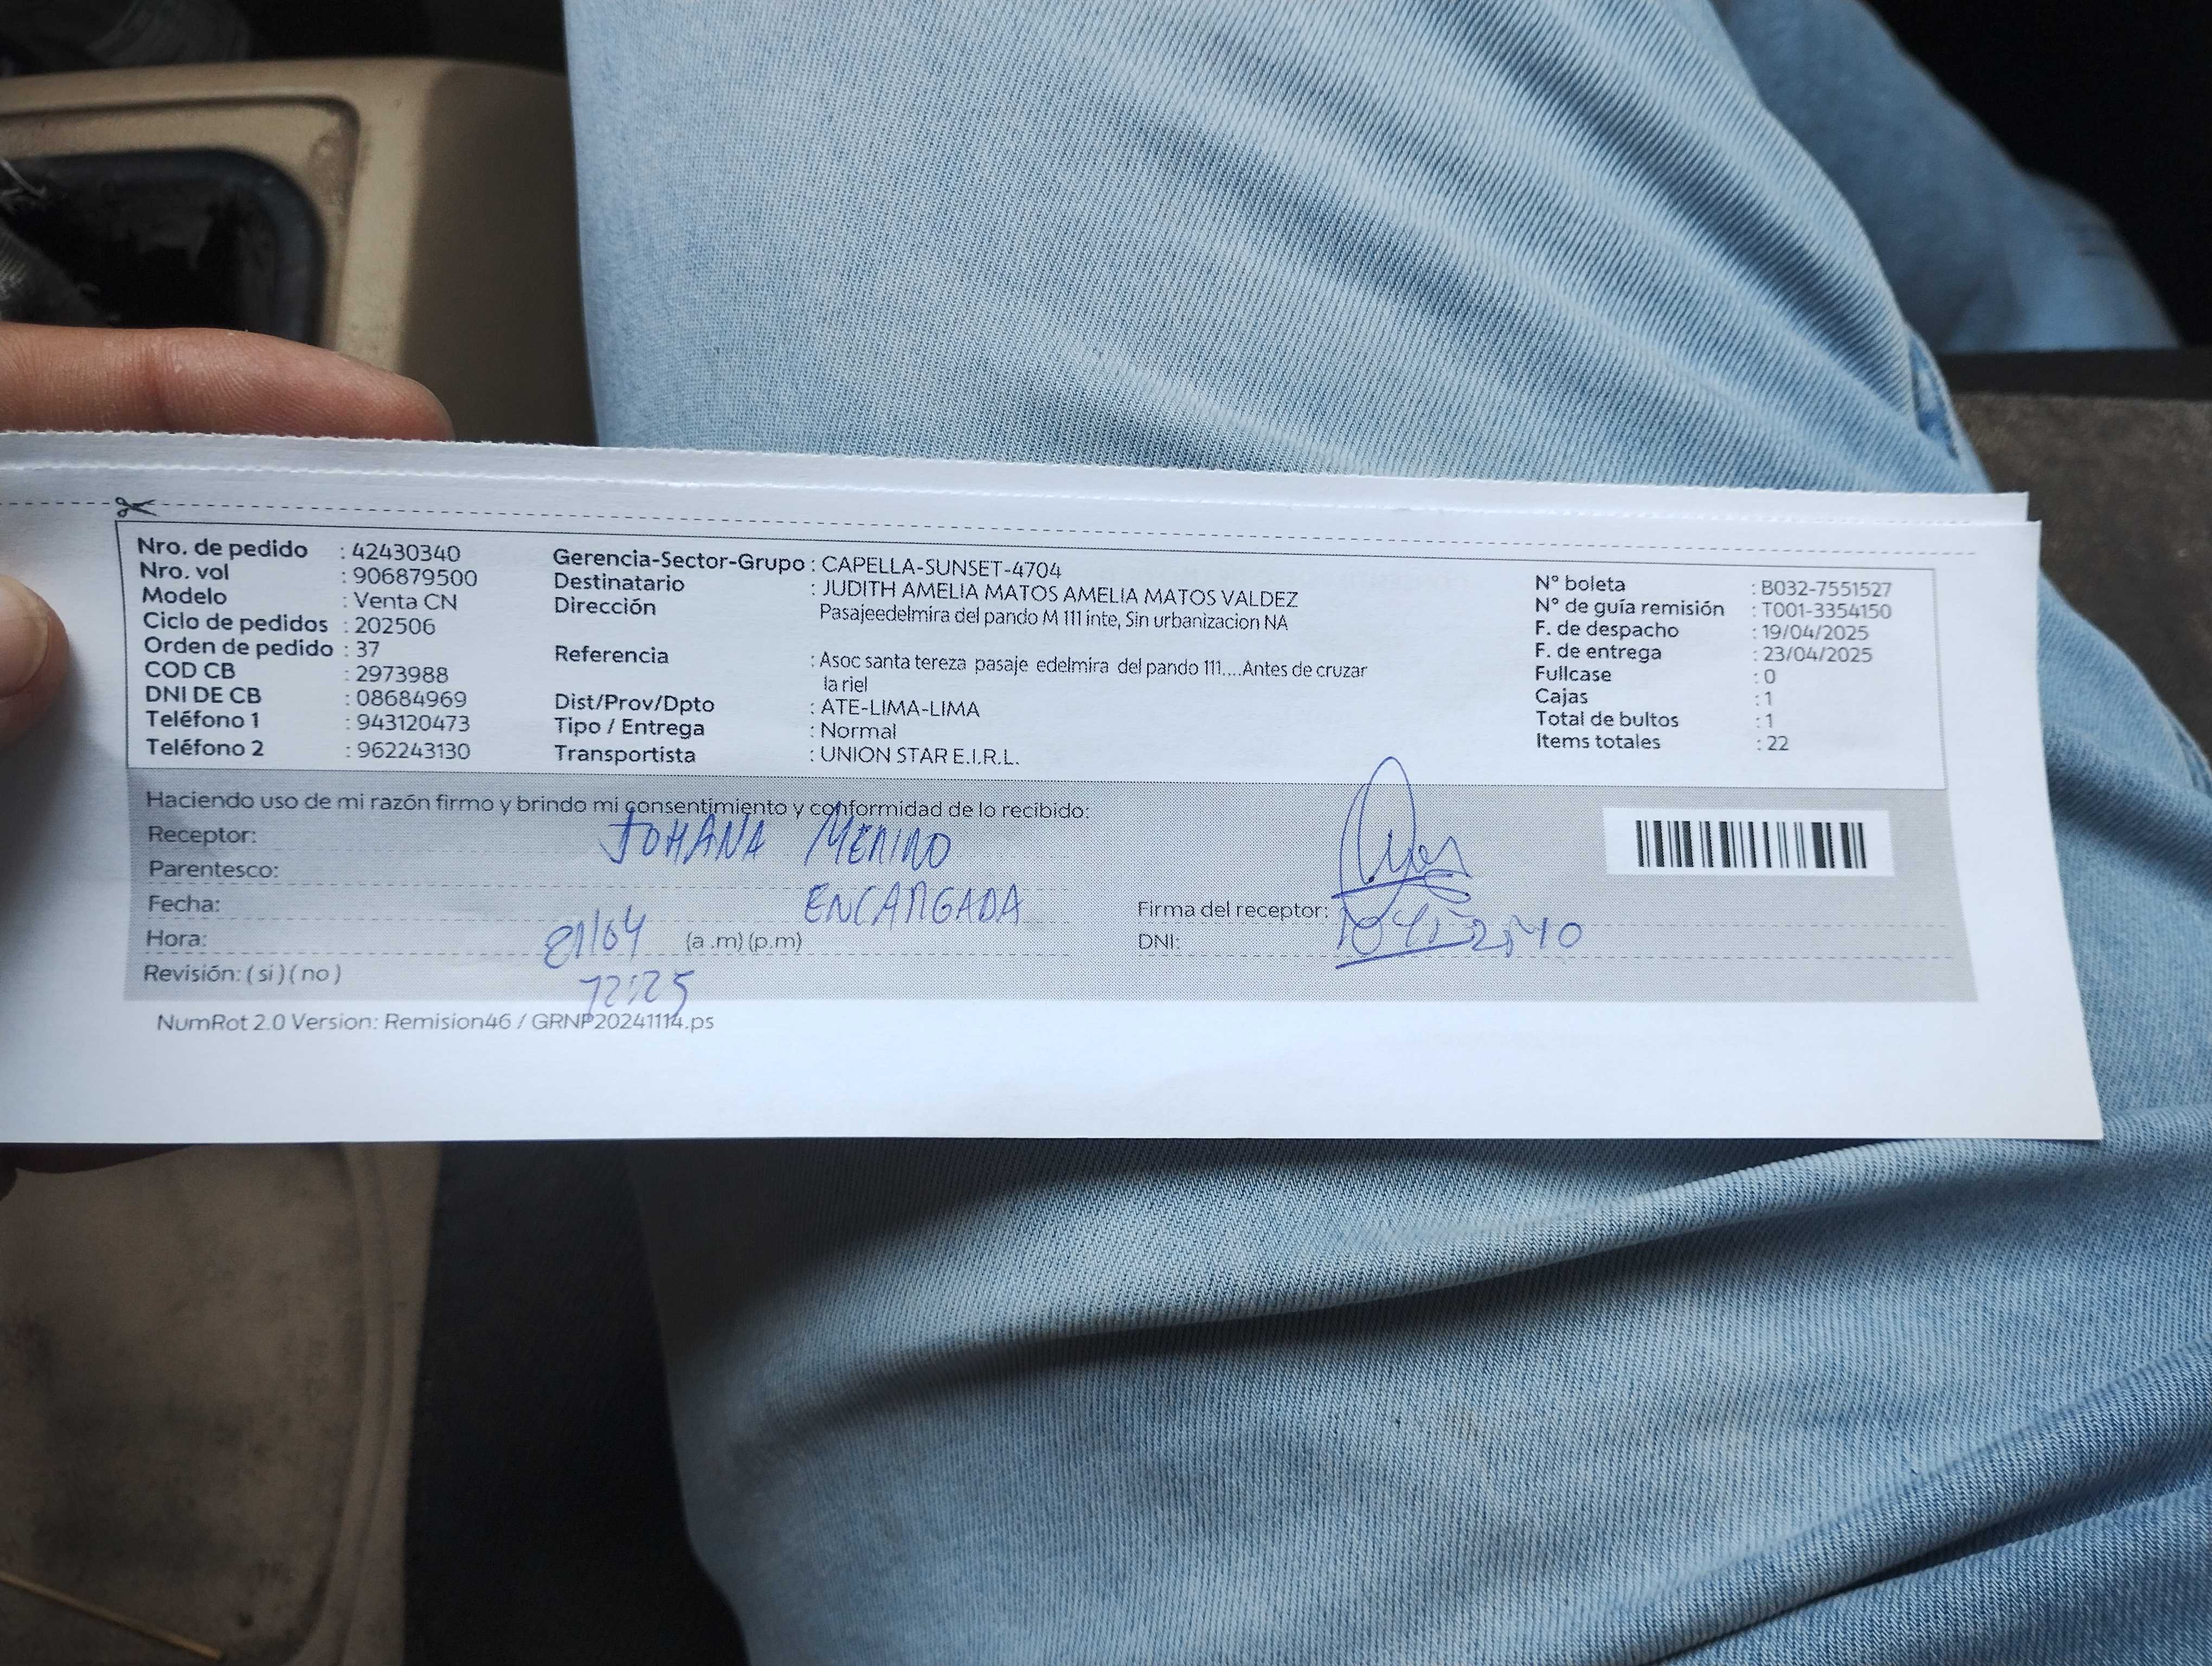 Nro. de pedido : 42430340
Nro. vol : 906879500
Modelo : Venta CN
Ciclo de pedidos : 202506
Orden de pedido : 37
COD CB : 2973988
DNI DE CB : 08684969
Teléfono 1 : 943120473
Teléfono 2 : 962243130
Gerencia-Sector-Grupo : CAPELLA-SUNSET-4704
Destinatario : JUDITH AMELIA MATOS AMELIA MATOS VALDEZ
Dirección Pasajeedelmira del pando M 111 inte, Sin urbanizacion NA
Referencia : Asoc santa tereza pasaje edelmira del pando 111....Antes de cruzar
la riel
Dist/Prov/Dpto : ATE-LIMA-LIMA
Tipo / Entrega : Normal
Transportista : UNION STAR E.I.R.L.
N° boleta : B032-7551527
N° de guía remisión : T001-3354150
F. de despacho : 19/04/2025
F. de entrega : 23/04/2025
Fullcase : 0
Cajas : 1
Total de bultos : 1
Items totales : 22
Haciendo uso de mi razón firmo y brindo mi consentimiento y conformidad de lo recibido:
Receptor: JOHANA MERINO
Parentesco: ENCARGADA
Fecha:
Hora: (a .m) (p.m)
12:25
Revisión: ( si ) ( no )
Firma del receptor:
DNI:
NumRot 2.0 Version: Remision46 / GRNP20241114.ps